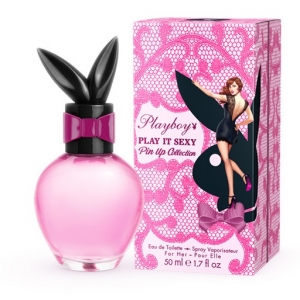 Playboy
PLAY IT SEXY
Pin Up Collection
Eau de Toilette - Spray Vaporisateur
For Her - Pour Elle
50 ml e 1.7 fl oz